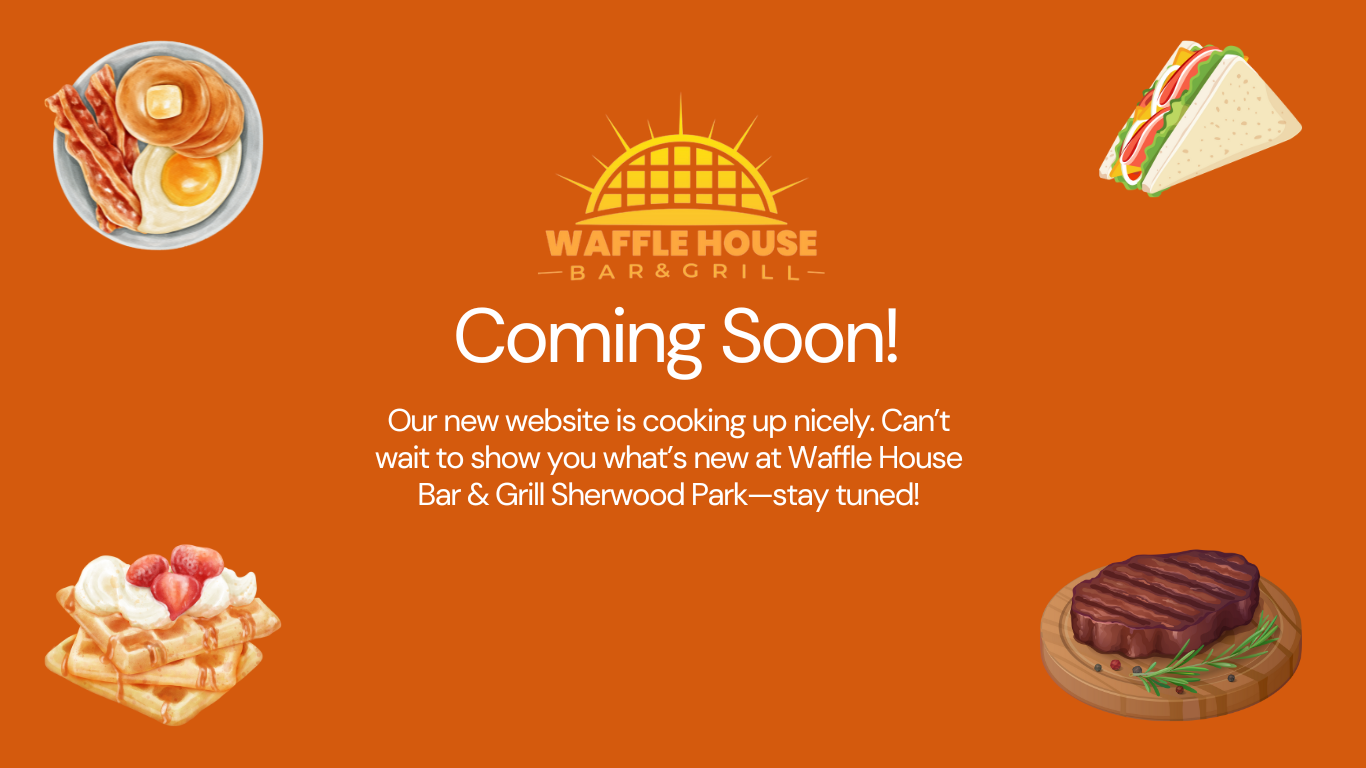 WAFFLE HOUSE
BAR&GRILL
Coming Soon!
Our new website is cooking up nicely. Can’t
wait to show you what’s new at Waffle House
Bar & Grill Sherwood Park—stay tuned!